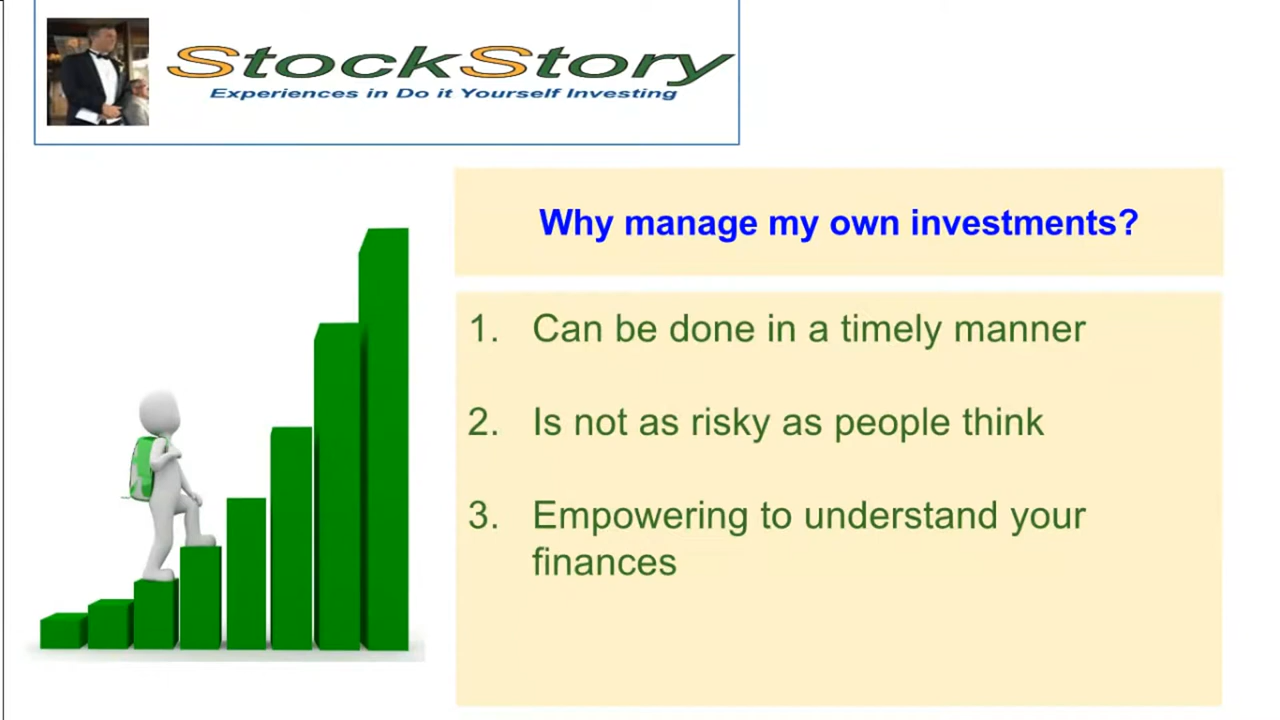 StockStory
Experiences in Do it Yourself Investing
Why manage my own investments?
1. Can be done in a timely manner
2. Is not as risky as people think
3. Empowering to understand your
finances